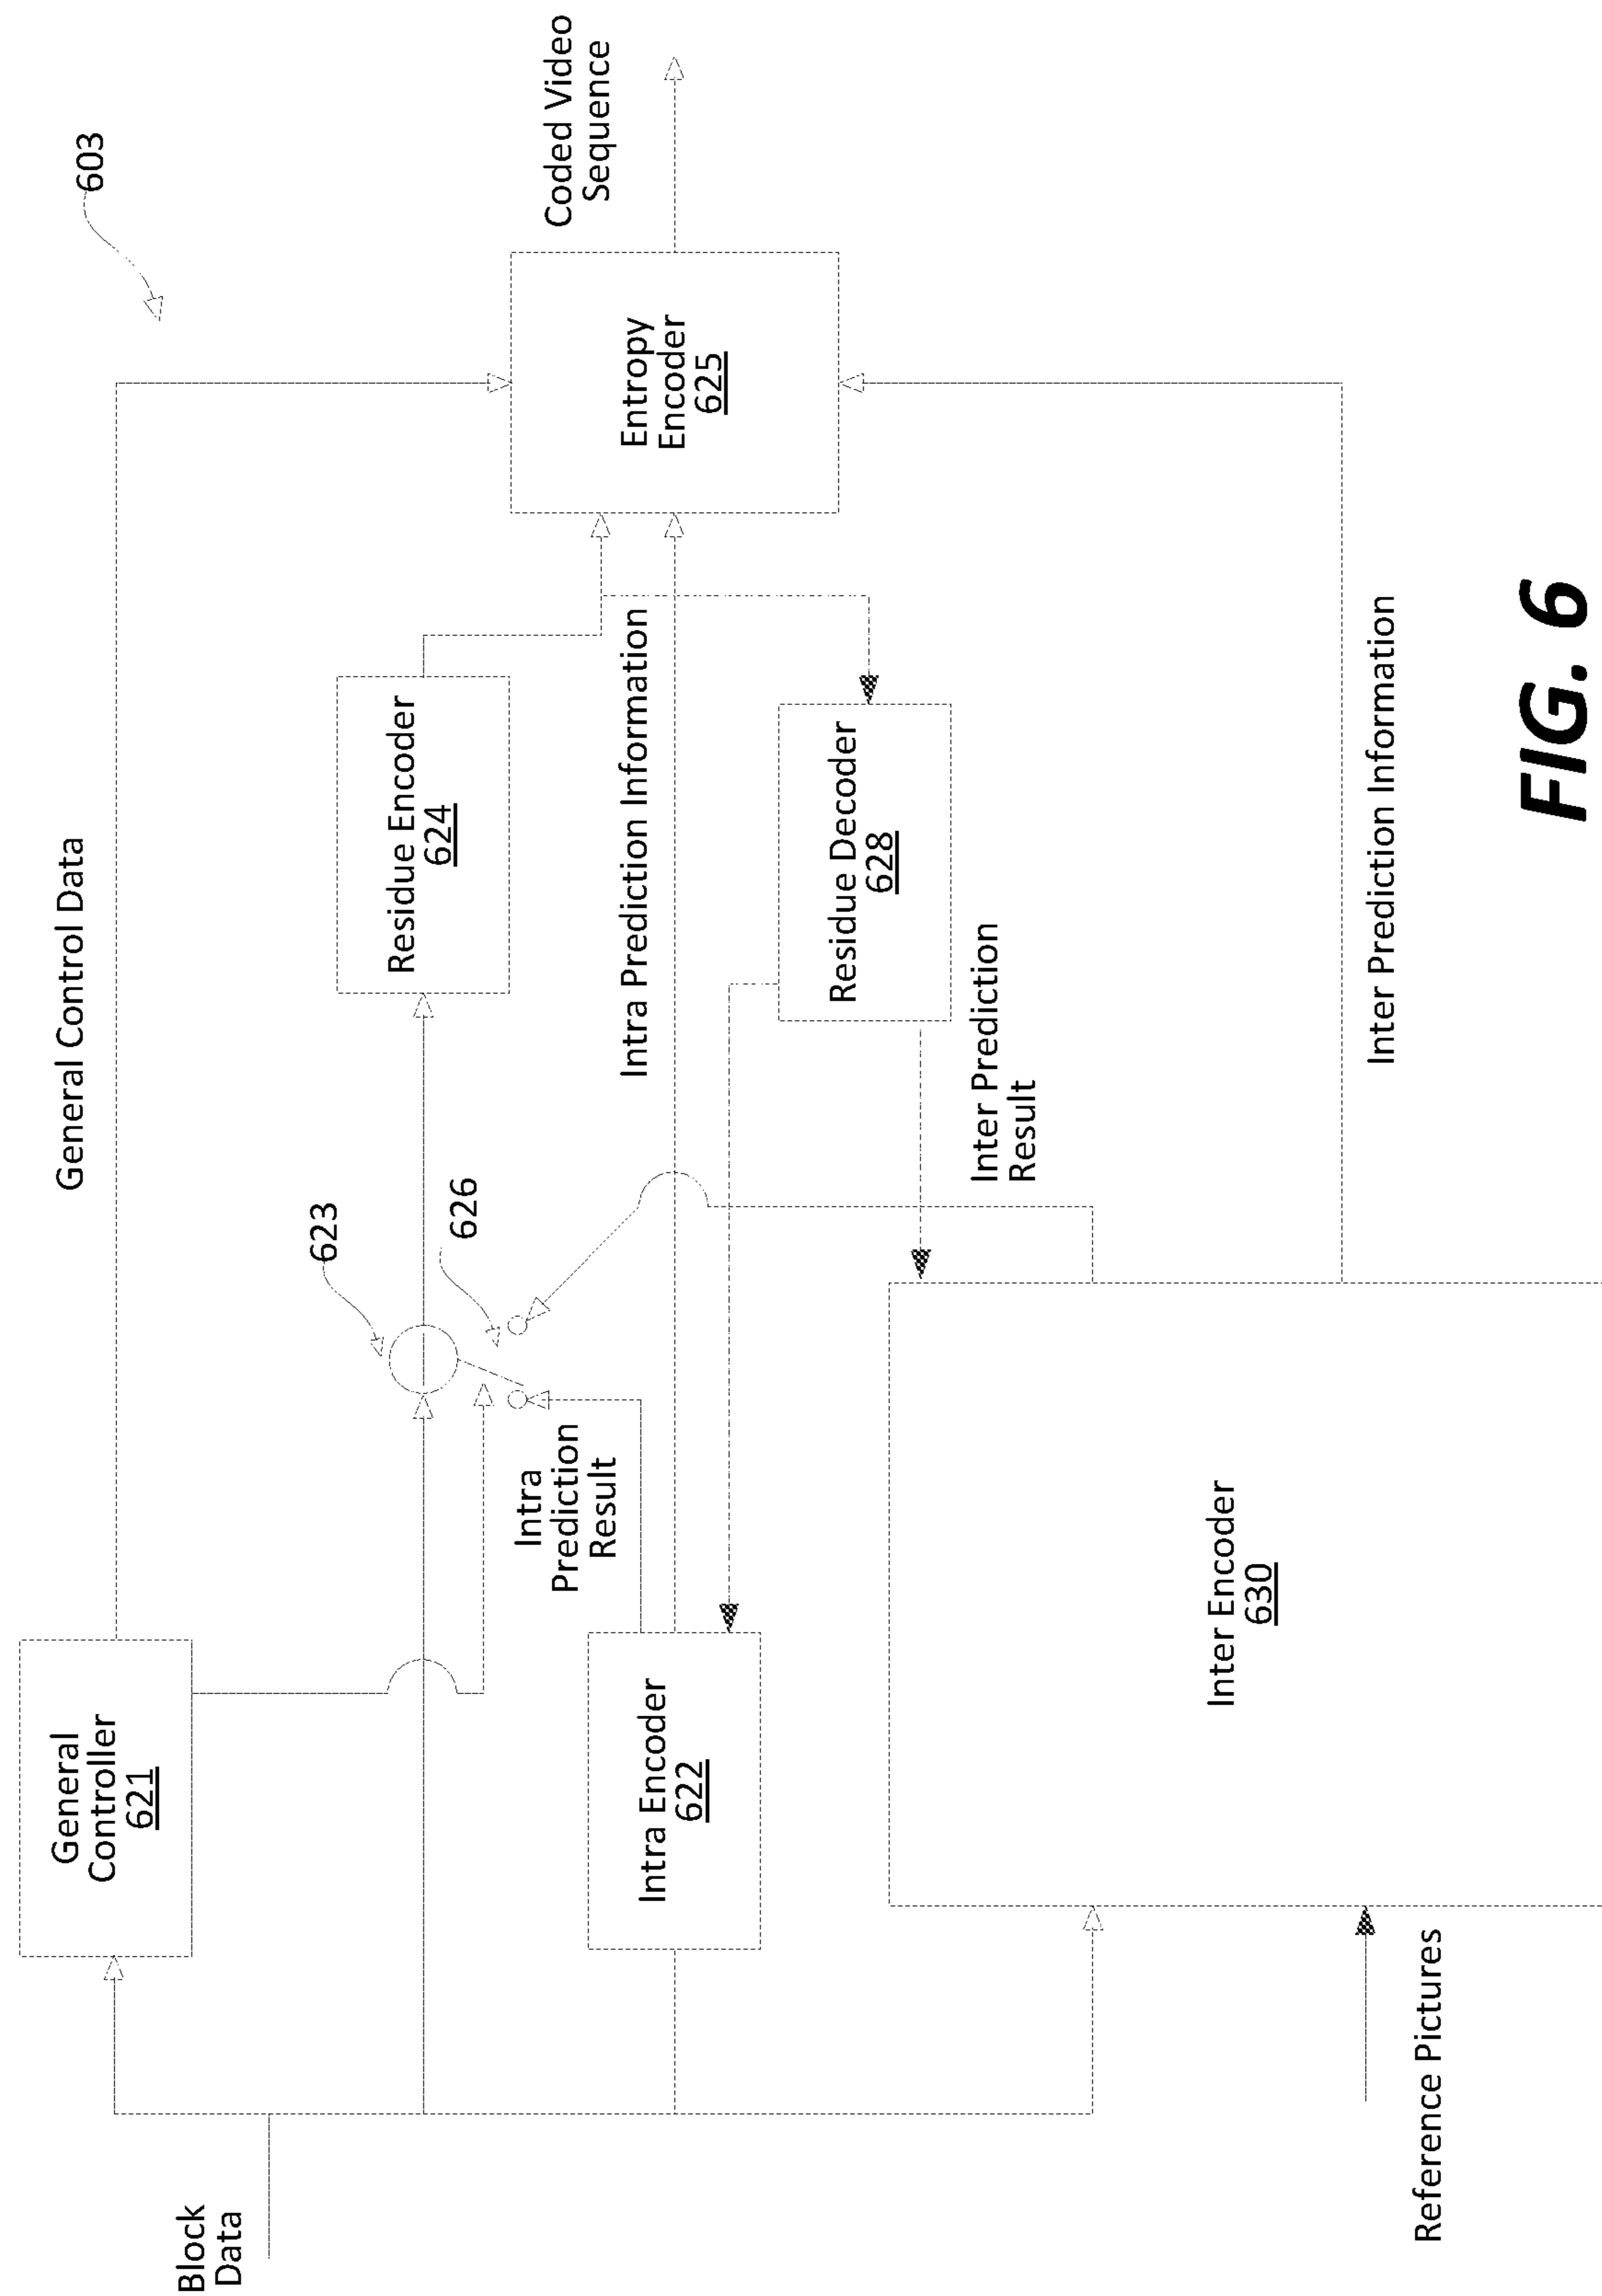 603
General Control Data
General
Controller
621
Block
Data
623
626
Residue Encoder
624
Coded Video
Sequence
Entropy
Encoder
625
Intra
Prediction
Result
Intra Prediction Information
Intra Encoder
622
Residue Decoder
628
Inter Prediction
Result
Inter Encoder
630
Reference Pictures
Inter Prediction Information
FIG. 6